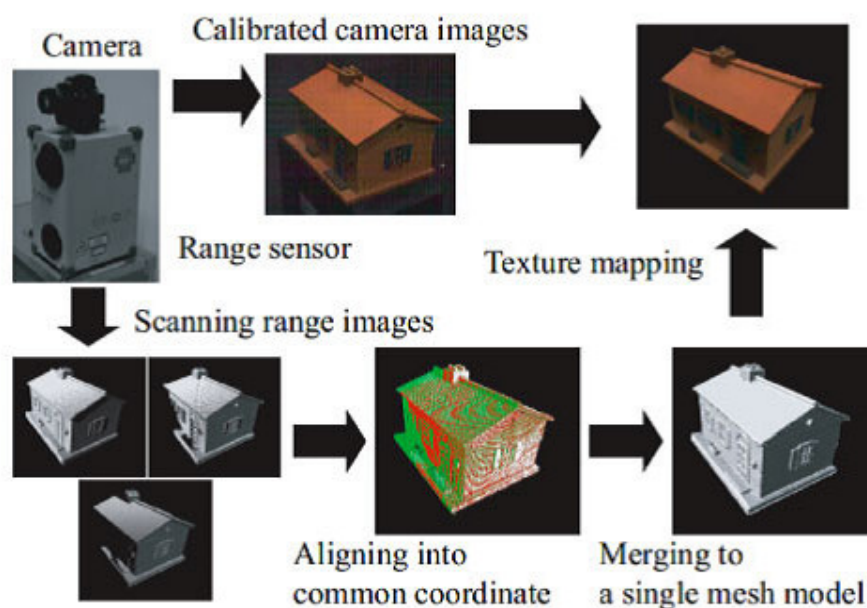 Camera
Calibrated camera images
Range sensor
Texture mapping
Scanning range images
Aligning into
common coordinate
Merging to
a single mesh model